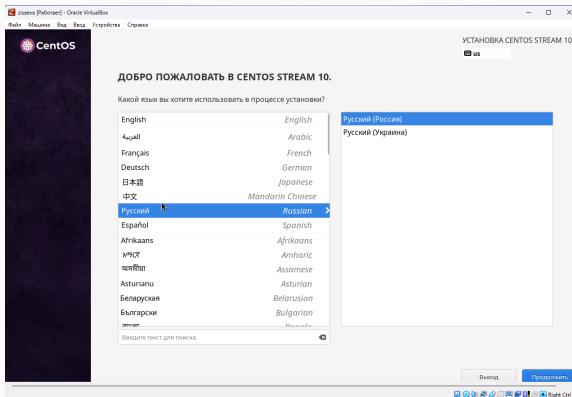 zisaeva [Работает] - Oracle VirtualBox
Файл Машина Вид Ввод Устройства Справка
CentOS
УСТАНОВКА CENTOS STREAM 10
us
ДОБРО ПОЖАЛОВАТЬ В CENTOS STREAM 10.
Какой язык вы хотите использовать в процессе установки?
English English
العربية Arabic
Français French
Deutsch German
日本語 Japanese
中文 Mandarin Chinese
Русский Russian
Español Spanish
Afrikaans Afrikaans
አማርኛ Amharic
অসমীয়া Assamese
Asturianu Asturian
Беларуская Belarusian
Български Bulgarian
Русский (Россия)
Русский (Украина)
Введите текст для поиска.
Выход
Продолжить
Right Ctrl